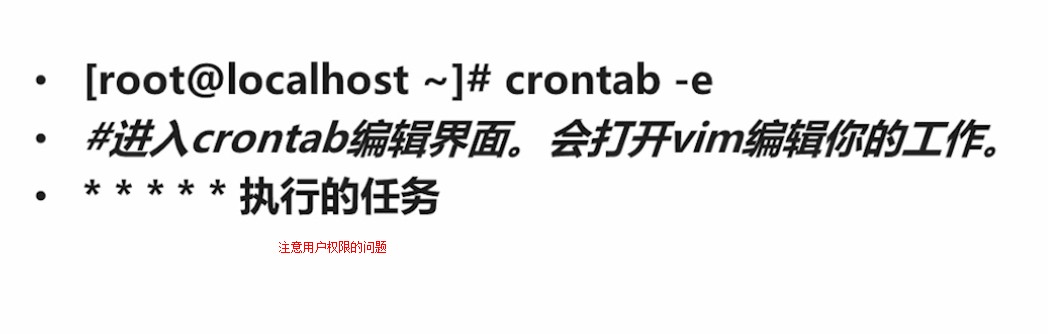 • [root@localhost ~]# crontab -e
• #进入crontab编辑界面。会打开vim编辑你的工作。
• * * * * * 执行的任务
注意用户权限的问题